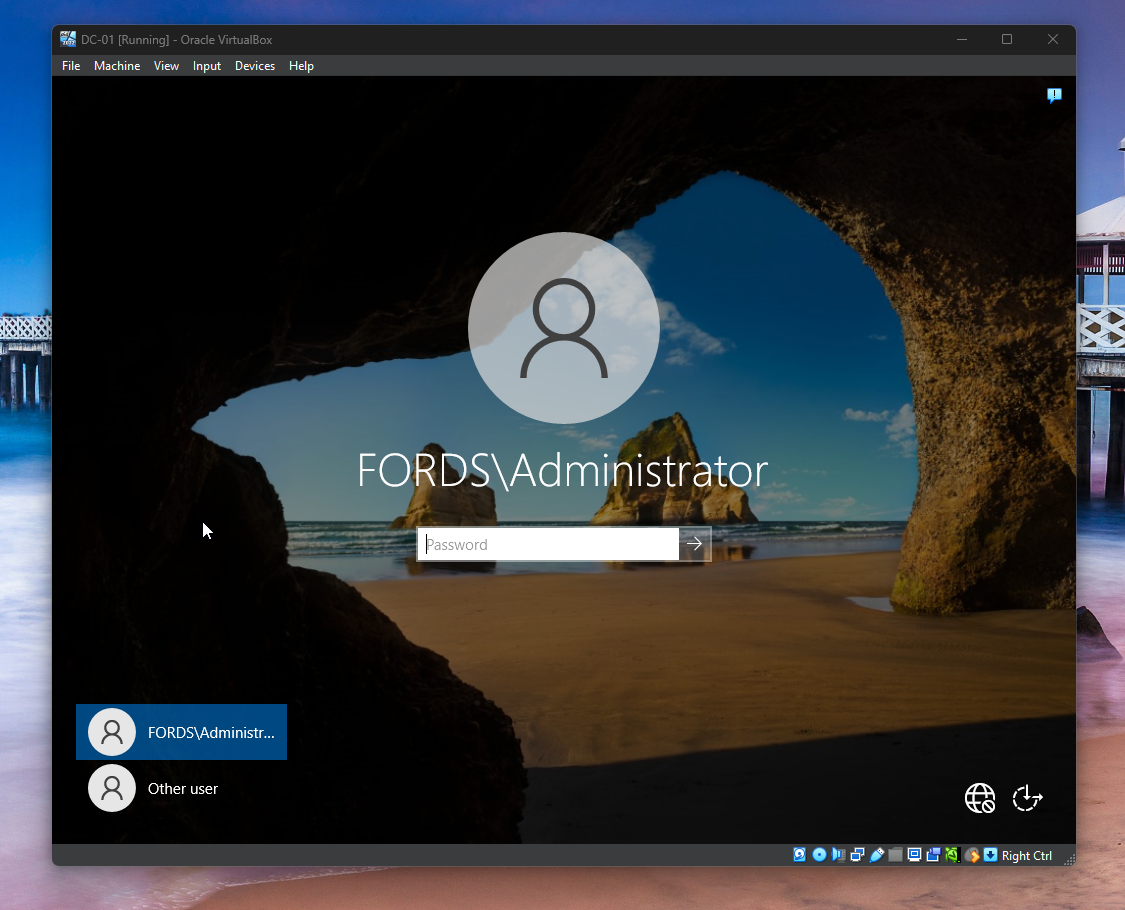 DC-01 [Running] - Oracle VirtualBox
File Machine View Input Devices Help
FORDS\Administrator
Password
FORDS\Administr...
Other user
Right Ctrl